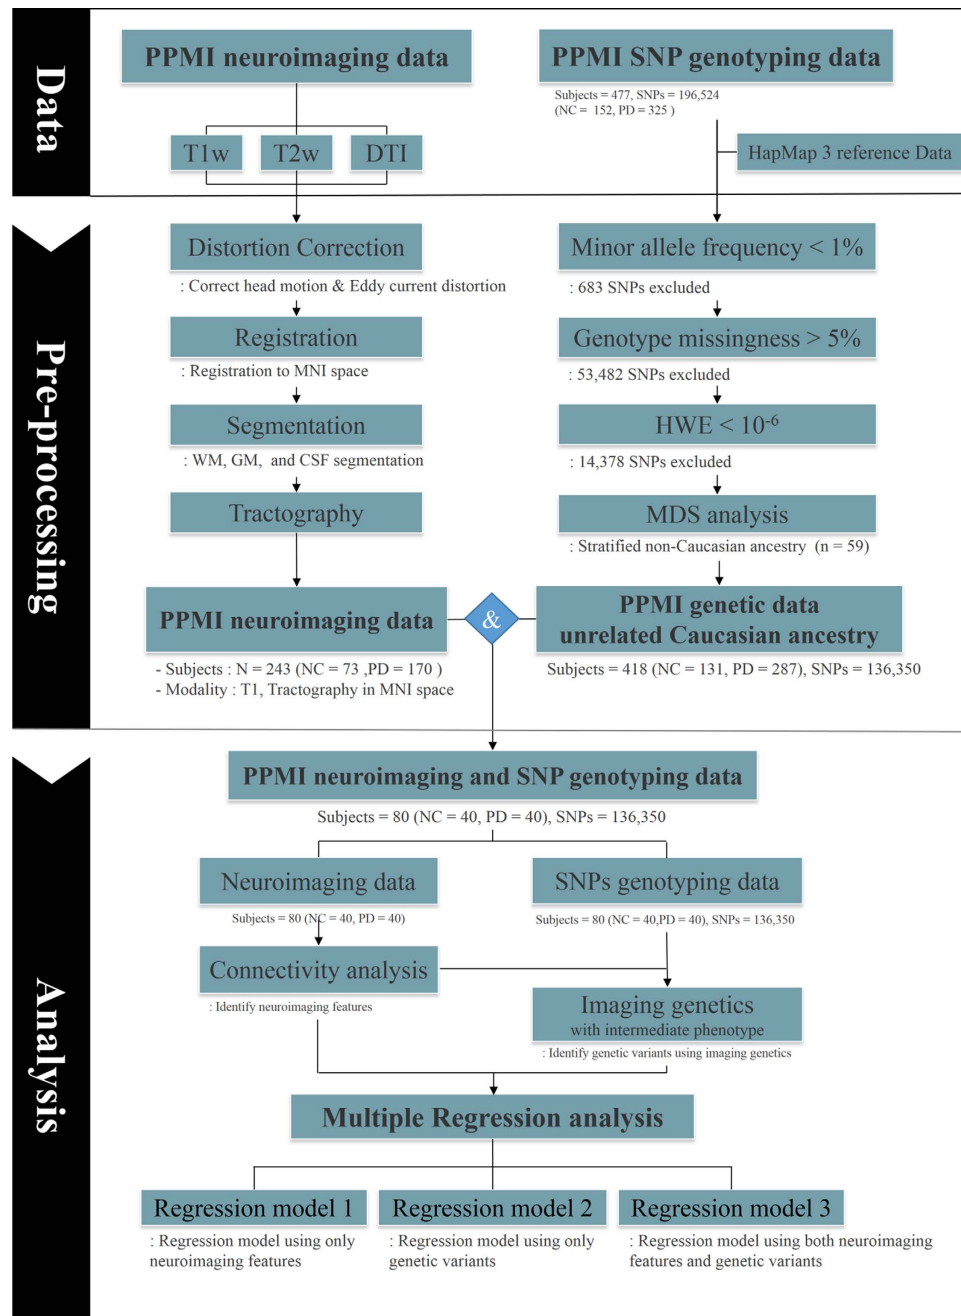 Data
PPMI neuroimaging data
T1w
T2w
DTI
PPMI SNP genotyping data
Subjects = 477, SNPs = 196,524
(NC = 152, PD = 325 )
HapMap 3 reference Data
Pre-processing
Distortion Correction
: Correct head motion & Eddy current distortion
Registration
: Registration to MNI space
Segmentation
: WM, GM, and CSF segmentation
Tractography
PPMI neuroimaging data
- Subjects : N = 243 (NC = 73 ,PD = 170 )
- Modality : T1, Tractography in MNI space
Minor allele frequency < 1%
: 683 SNPs excluded
Genotype missingness > 5%
: 53,482 SNPs excluded
HWE < 10⁻⁶
: 14,378 SNPs excluded
MDS analysis
: Stratified non-Caucasian ancestry (n = 59)
&
PPMI genetic data
unrelated Caucasian ancestry
Subjects = 418 (NC = 131, PD = 287), SNPs = 136,350
Analysis
PPMI neuroimaging and SNP genotyping data
Subjects = 80 (NC = 40, PD = 40), SNPs = 136,350
Neuroimaging data
Subjects = 80 (NC = 40, PD = 40)
SNPs genotyping data
Subjects = 80 (NC = 40,PD = 40), SNPs = 136,350
Connectivity analysis
: Identify neuroimaging features
Imaging genetics
with intermediate phenotype
: Identify genetic variants using imaging genetics
Multiple Regression analysis
Regression model 1
: Regression model using only
neuroimaging features
Regression model 2
: Regression model using only
genetic variants
Regression model 3
: Regression model using both neuroimaging
features and genetic variants